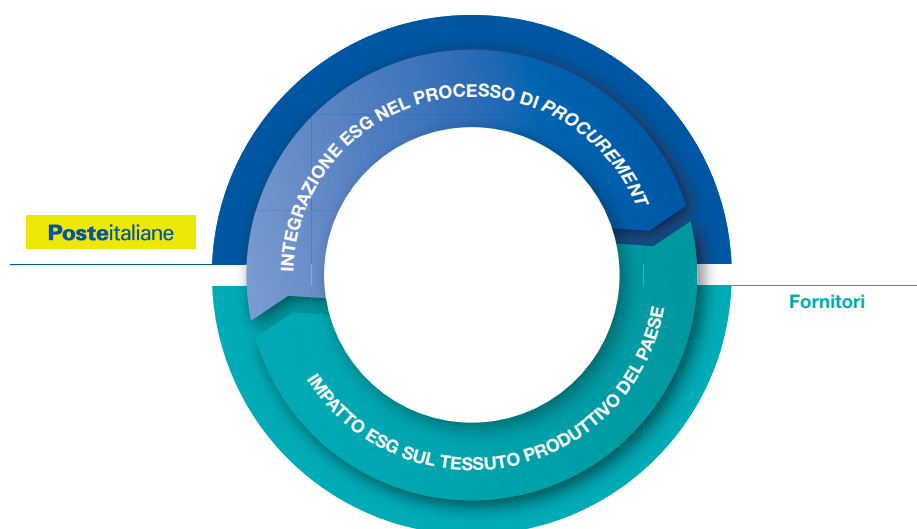 INTEGRAZIONE ESG NEL PROCESSO DI PROCUREMENT
Posteitaliane
Fornitori
IMPATTO ESG SUL TESSUTO PRODUTTIVO DEL PAESE